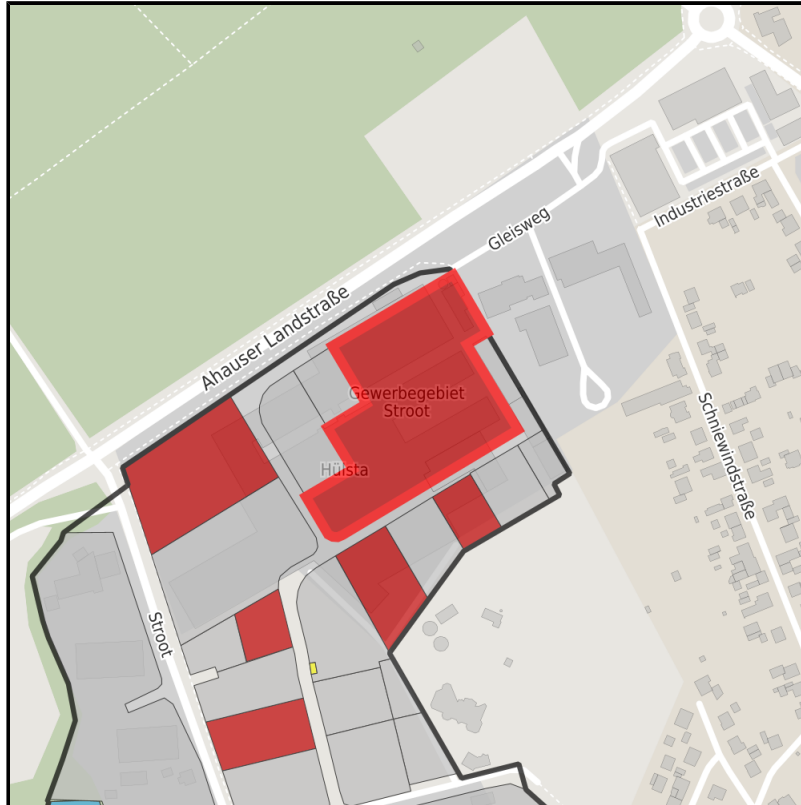 Industriestraße
Gleisweg
Ahauser Landstraße
Gewerbegebiet
Stroot
Hülsta
Schniewindstraße
Stroot